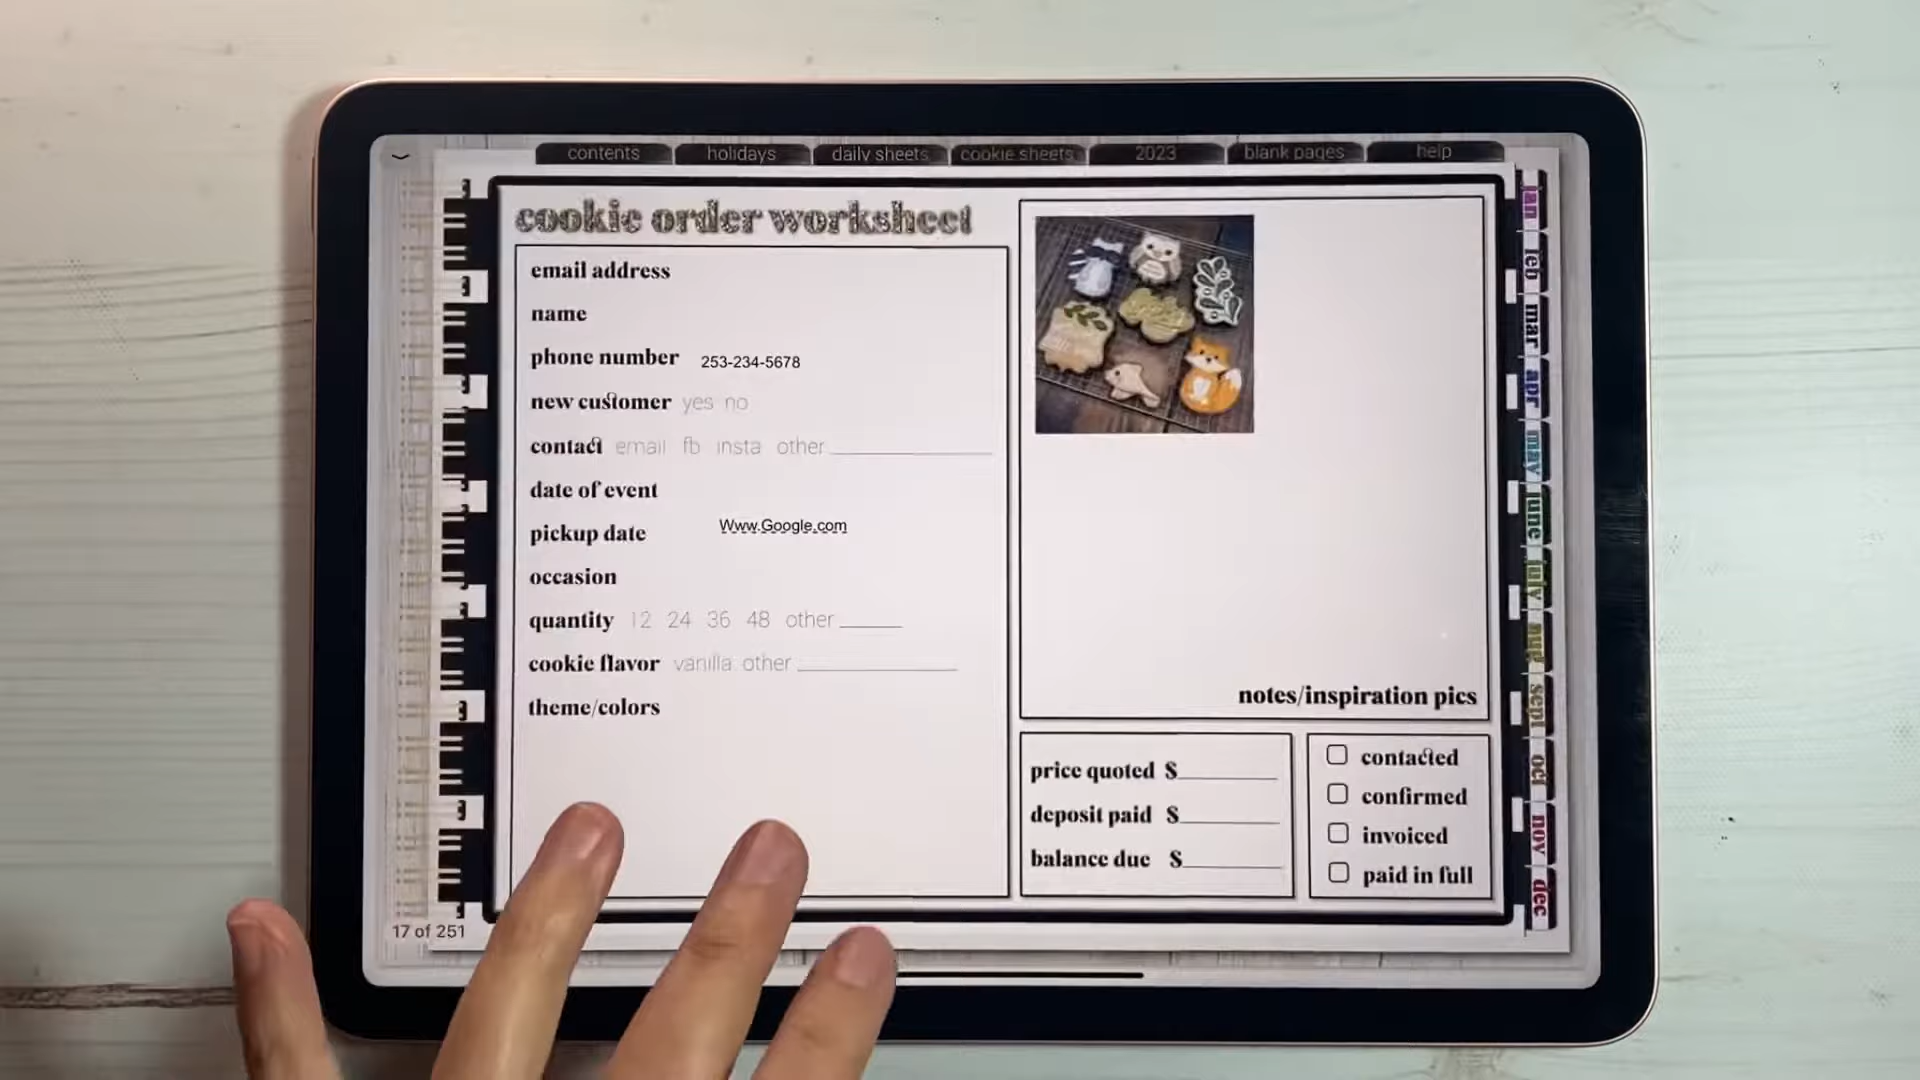 contents holidays daily sheets cookie sheets 2023 blank pages help
cookie order worksheet
email address
name
phone number 253-234-5678
new customer yes no
contact email fb insta other
date of event
pickup date Www.Google.com
occasion
quantity 12 24 36 48 other
cookie flavor vanilla other
theme/colors
notes/inspiration pics
price quoted $
deposit paid $
balance due $
contacted
confirmed
invoiced
paid in full
jan
feb
mar
apr
may
june
july
aug
sept
oct
nov
dec
17 of 251